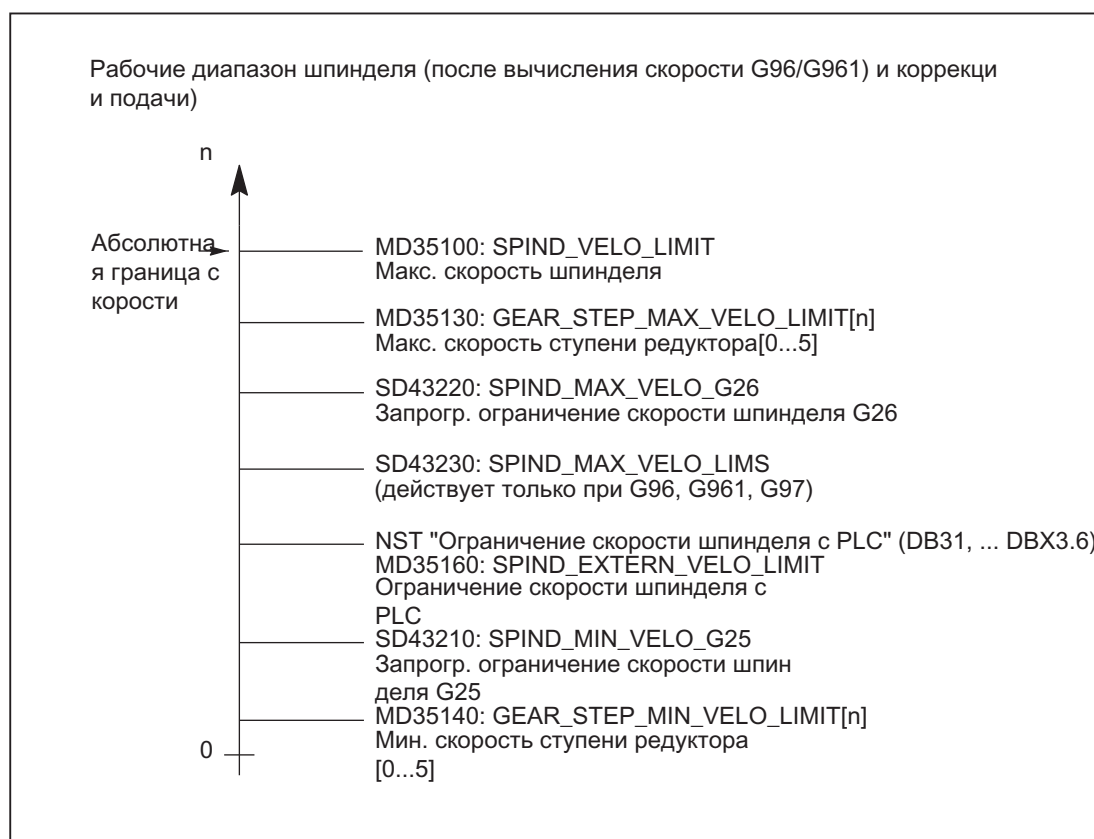 Рабочие диапазон шпинделя (после вычисления скорости G96/G961) и коррекци
и подачи)
n
Абсолютна
я граница с
корости
MD35100: SPIND_VELO_LIMIT
Макс. скорость шпинделя
MD35130: GEAR_STEP_MAX_VELO_LIMIT[n]
Макс. скорость ступени редуктора[0...5]
SD43220: SPIND_MAX_VELO_G26
Запрогр. ограничение скорости шпинделя G26
SD43230: SPIND_MAX_VELO_LIMS
(действует только при G96, G961, G97)
NST "Ограничение скорости шпинделя с PLC" (DB31, ... DBX3.6)
MD35160: SPIND_EXTERN_VELO_LIMIT
Ограничение скорости шпинделя с
PLC
SD43210: SPIND_MIN_VELO_G25
Запрогр. ограничение скорости шпин
деля G25
MD35140: GEAR_STEP_MIN_VELO_LIMIT[n]
Мин. скорость ступени редуктора
[0...5]
0